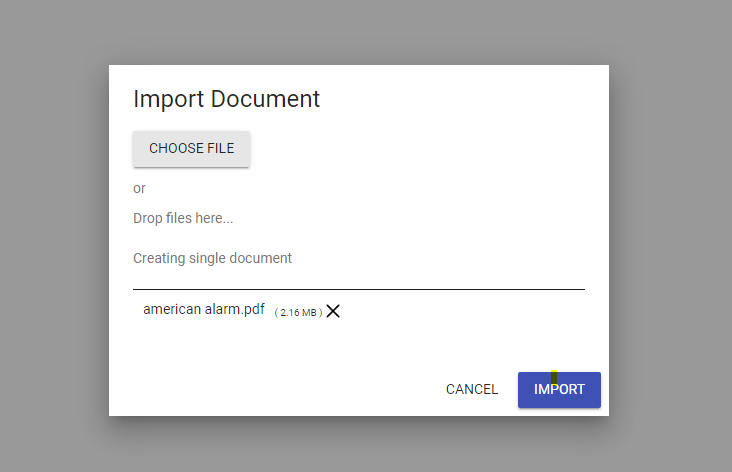 Import Document
CHOOSE FILE
or
Drop files here...
Creating single document
american alarm.pdf ( 2.16 MB )
CANCEL IMPORT